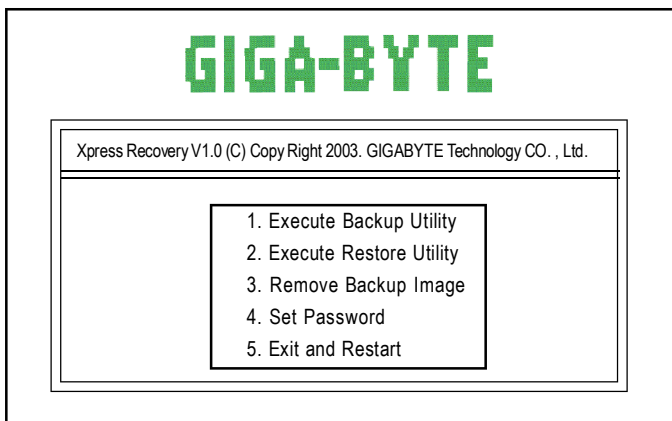 GIGA-BYTE
Xpress Recovery V1.0 (C) Copy Right 2003. GIGABYTE Technology CO. , Ltd.
1. Execute Backup Utility
2. Execute Restore Utility
3. Remove Backup Image
4. Set Password
5. Exit and Restart